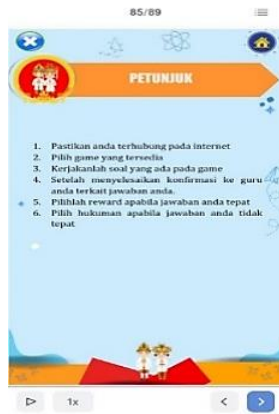 85/89
PETUNJUK
1. Pastikan anda terhubung pada internet
2. Pilih game yang tersedia
3. Kerjakanlah soal yang ada pada game
4. Setelah menyelesaikan konfirmasi ke guru
anda terkait jawaban anda.
5. Pilihlah reward apabila jawaban anda tepat
6. Pilih hukuman apabila jawaban anda tidak
tepat
1x